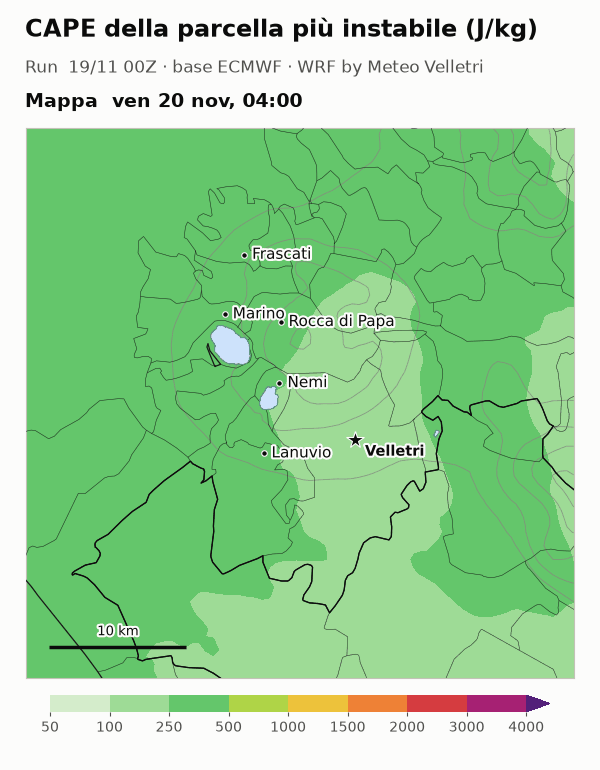 CAPE della parcella più instabile (J/kg)
Run  19/11 00Z · base ECMWF · WRF by Meteo Velletri
Mappa  ven 20 nov, 04:00
Frascati
Marino
Rocca di Papa
Nemi
Velletri
Lanuvio
10 km
50 100 250 500 1000 1500 2000 3000 4000